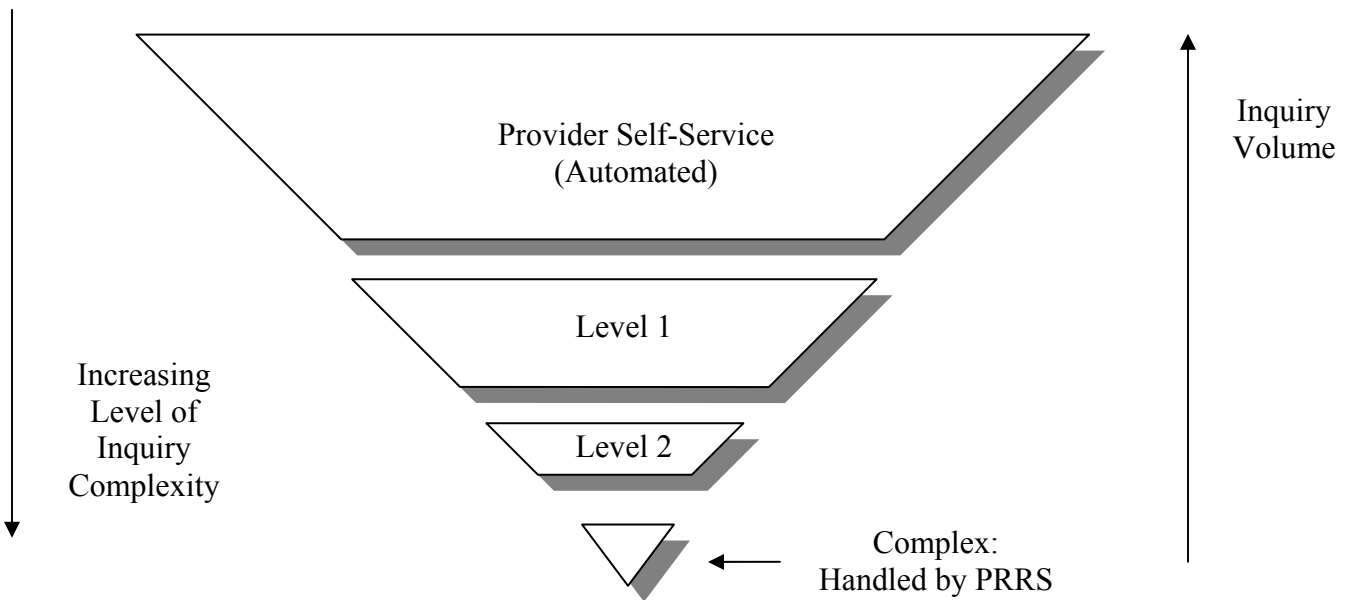 Provider Self-Service
(Automated)
Inquiry
Volume
Level 1
Increasing
Level of
Inquiry
Complexity
Level 2
Complex:
Handled by PRRS